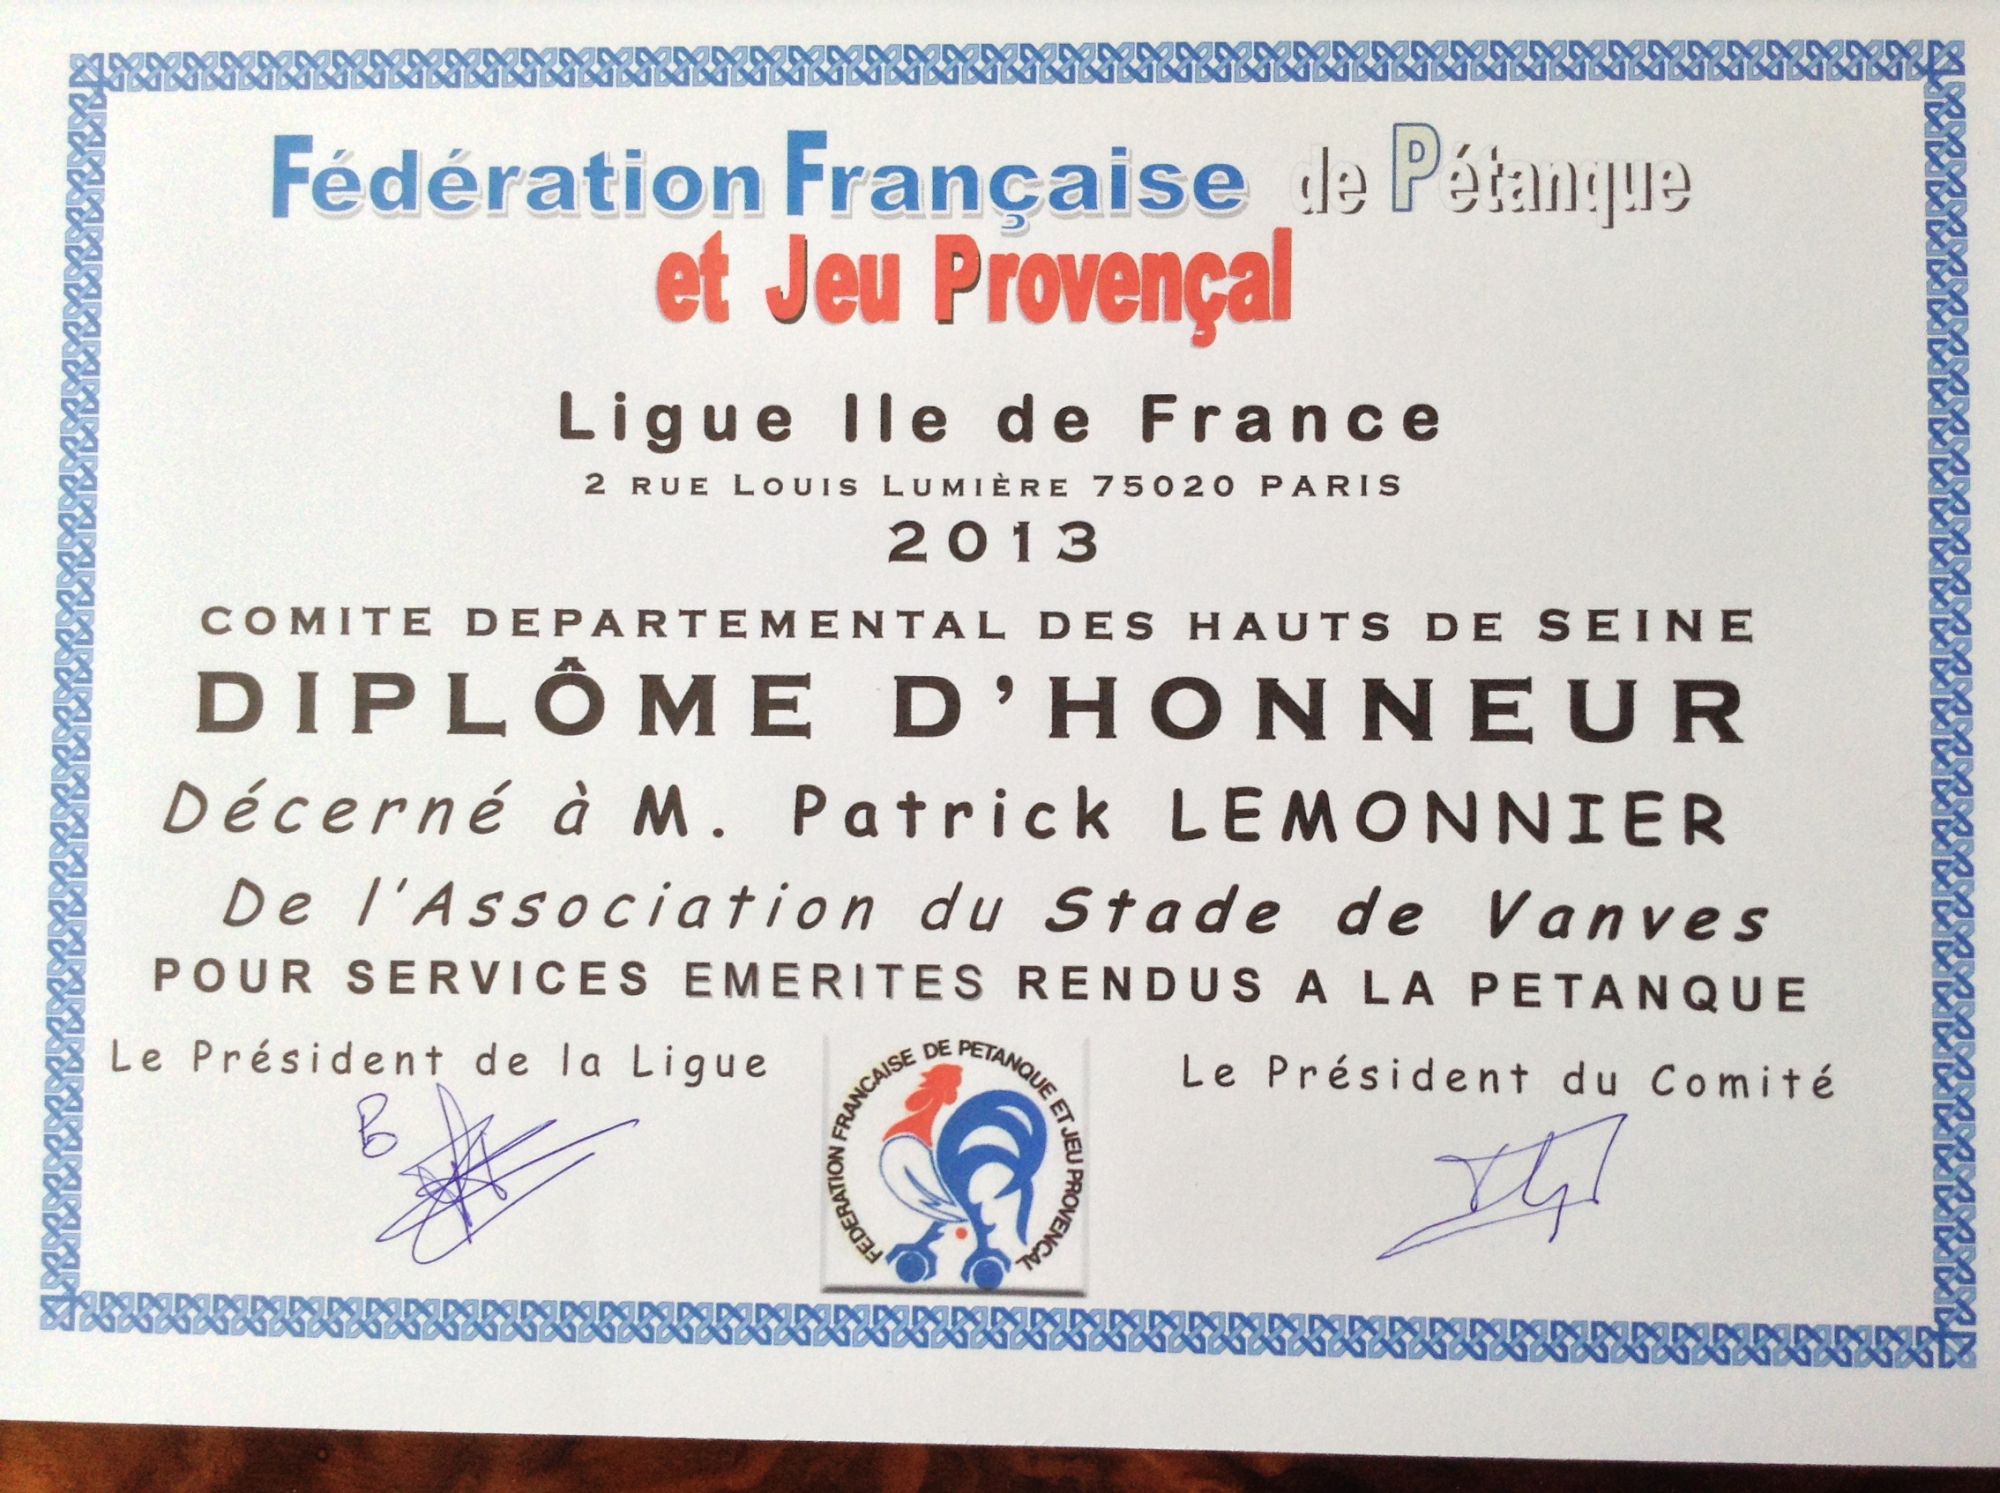 Fédération Française de Pétanque
et Jeu Provençal
Ligue Ile de France
2 RUE LOUIS LUMIÈRE 75020 PARIS
2013
COMITE DEPARTEMENTAL DES HAUTS DE SEINE
DIPLÔME D'HONNEUR
Décerné à M. Patrick LEMONNIER
De l'Association du Stade de Vanves
POUR SERVICES EMERITES RENDUS A LA PETANQUE
Le Président de la Ligue
Le Président du Comité
FEDERATION FRANCAISE DE PETANQUE ET JEU PROVENCAL